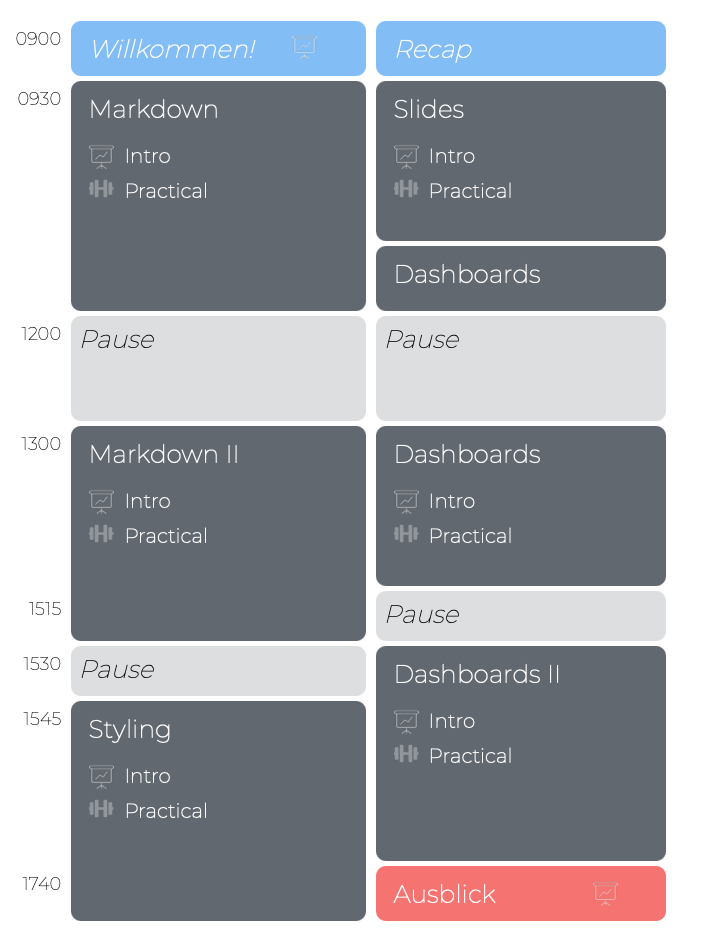 0900
Willkommen!
Recap
0930
Markdown
Intro
Practical
Slides
Intro
Practical
Dashboards
1200
Pause
Pause
1300
Markdown II
Intro
Practical
Dashboards
Intro
Practical
1515
Pause
1530
Pause
Dashboards II
Intro
Practical
1545
Styling
Intro
Practical
1740
Ausblick